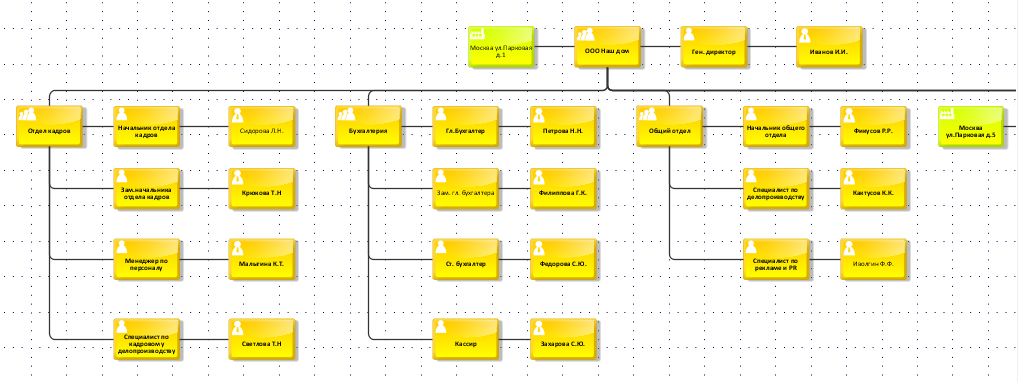 Москва ул.Парковая
д.1
ООО Наш дом
Ген. директор
Иванов И.И.
Отдел кадров
Начальник отдела
кадров
Сидорова Л.Н.
Бухгалтерия
Гл.Бухгалтер
Петрова Н.Н.
Общий отдел
Начальник общего
отдела
Фикусов Р.Р.
Москва
ул.Парковая д.5
Зам.начальника
отдела кадров
Крюкова Т.Н
Зам. гл. бухгалтера
Филиппова Г.К.
Специалист по
делопроизводству
Кактусов К.К.
Менеджер по
персоналу
Малыгина К.Т.
Ст. бухгалтер
Федорова С.Ю.
Специалист по
рекламе и PR
Иволгин Ф.Ф.
Специалист по
кадровому
делопроизводству
Светлова Т.Н
Кассир
Захарова С.Ю.